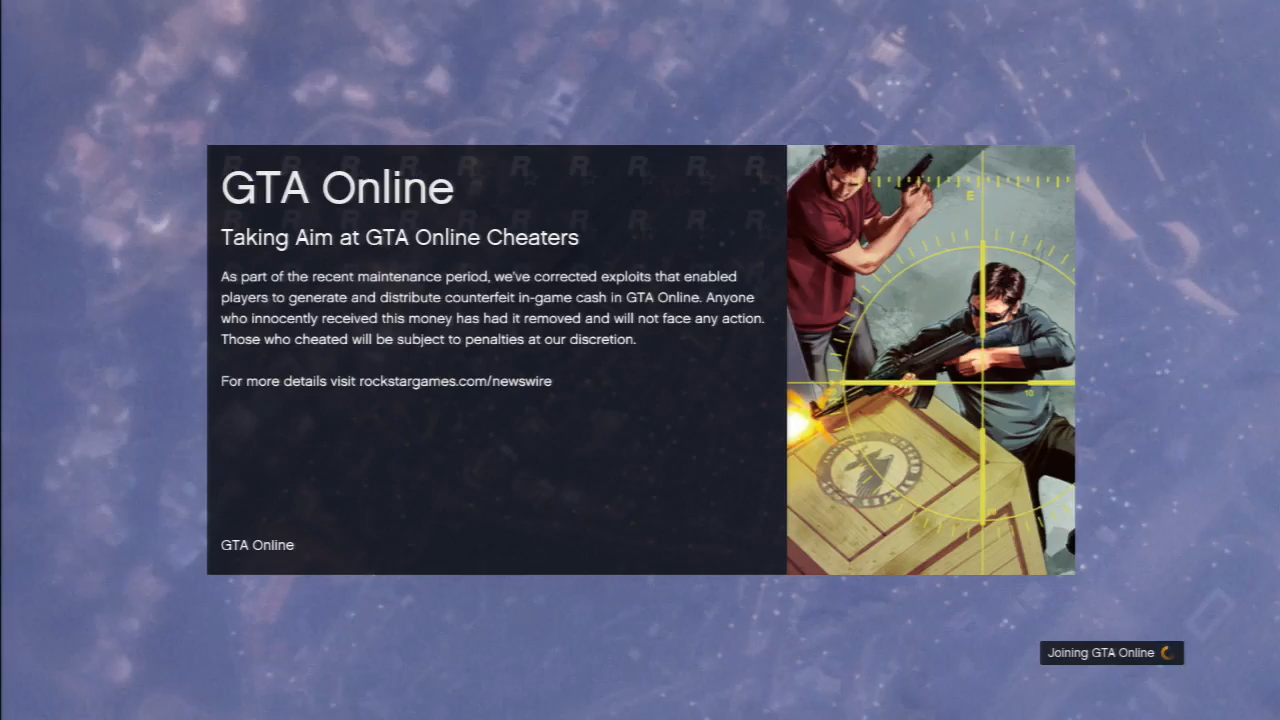 GTA Online
Taking Aim at GTA Online Cheaters
As part of the recent maintenance period, we've corrected exploits that enabled
players to generate and distribute counterfeit in-game cash in GTA Online. Anyone
who innocently received this money has had it removed and will not face any action.
Those who cheated will be subject to penalties at our discretion.
For more details visit rockstargames.com/newswire
GTA Online
10
Joining GTA Online